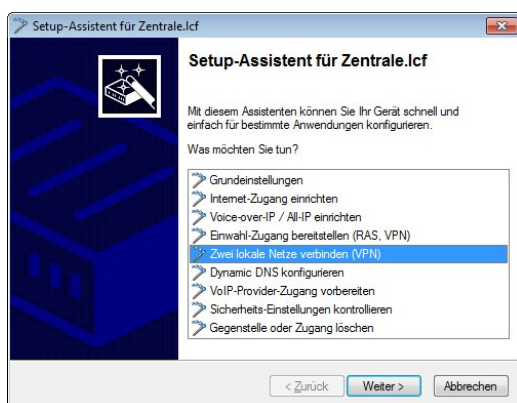 Setup-Assistent für Zentrale.lcf
Setup-Assistent für Zentrale.lcf
Mit diesem Assistenten können Sie Ihr Gerät schnell und
einfach für bestimmte Anwendungen konfigurieren.
Was möchten Sie tun?
Grundeinstellungen
Internet-Zugang einrichten
Voice-over-IP / All-IP einrichten
Einwahl-Zugang bereitstellen (RAS, VPN)
Zwei lokale Netze verbinden (VPN)
Dynamic DNS konfigurieren
VoIP-Provider-Zugang vorbereiten
Sicherheits-Einstellungen kontrollieren
Gegenstelle oder Zugang löschen
< Zurück Weiter > Abbrechen